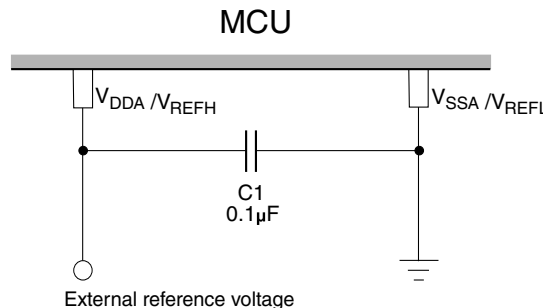 MCU
VDDA /VREFH
VSSA /VREFL
C1
0.1µF
External reference voltage